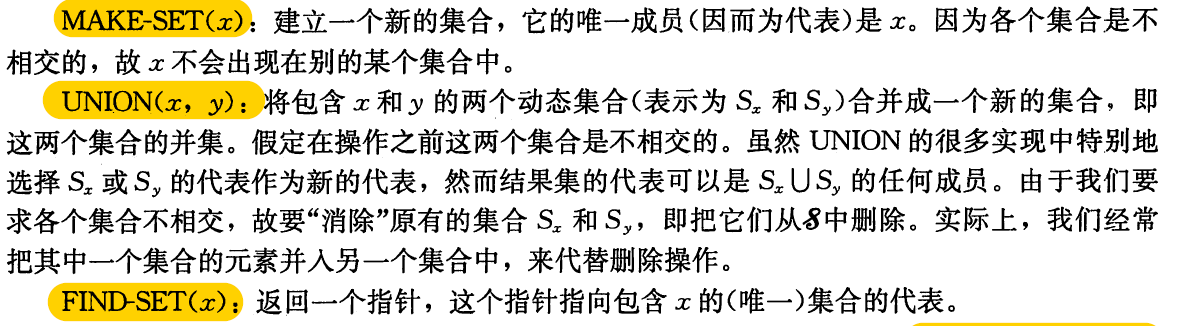 MAKE-SET(x)：建立一个新的集合，它的唯一成员(因而为代表)是 x。因为各个集合是不
相交的，故 x 不会出现在别的某个集合中。
UNION(x，y)：将包含 x 和 y 的两个动态集合(表示为 Sₓ 和 Sᵧ)合并成一个新的集合，即
这两个集合的并集。假定在操作之前这两个集合是不相交的。虽然 UNION 的很多实现中特别地
选择 Sₓ 或 Sᵧ 的代表作为新的代表，然而结果集的代表可以是 Sₓ∪Sᵧ 的任何成员。由于我们要
求各个集合不相交，故要“消除”原有的集合 Sₓ 和 Sᵧ，即把它们从𝓢中删除。实际上，我们经常
把其中一个集合的元素并入另一个集合中，来代替删除操作。
FIND-SET(x)：返回一个指针，这个指针指向包含 x 的(唯一)集合的代表。